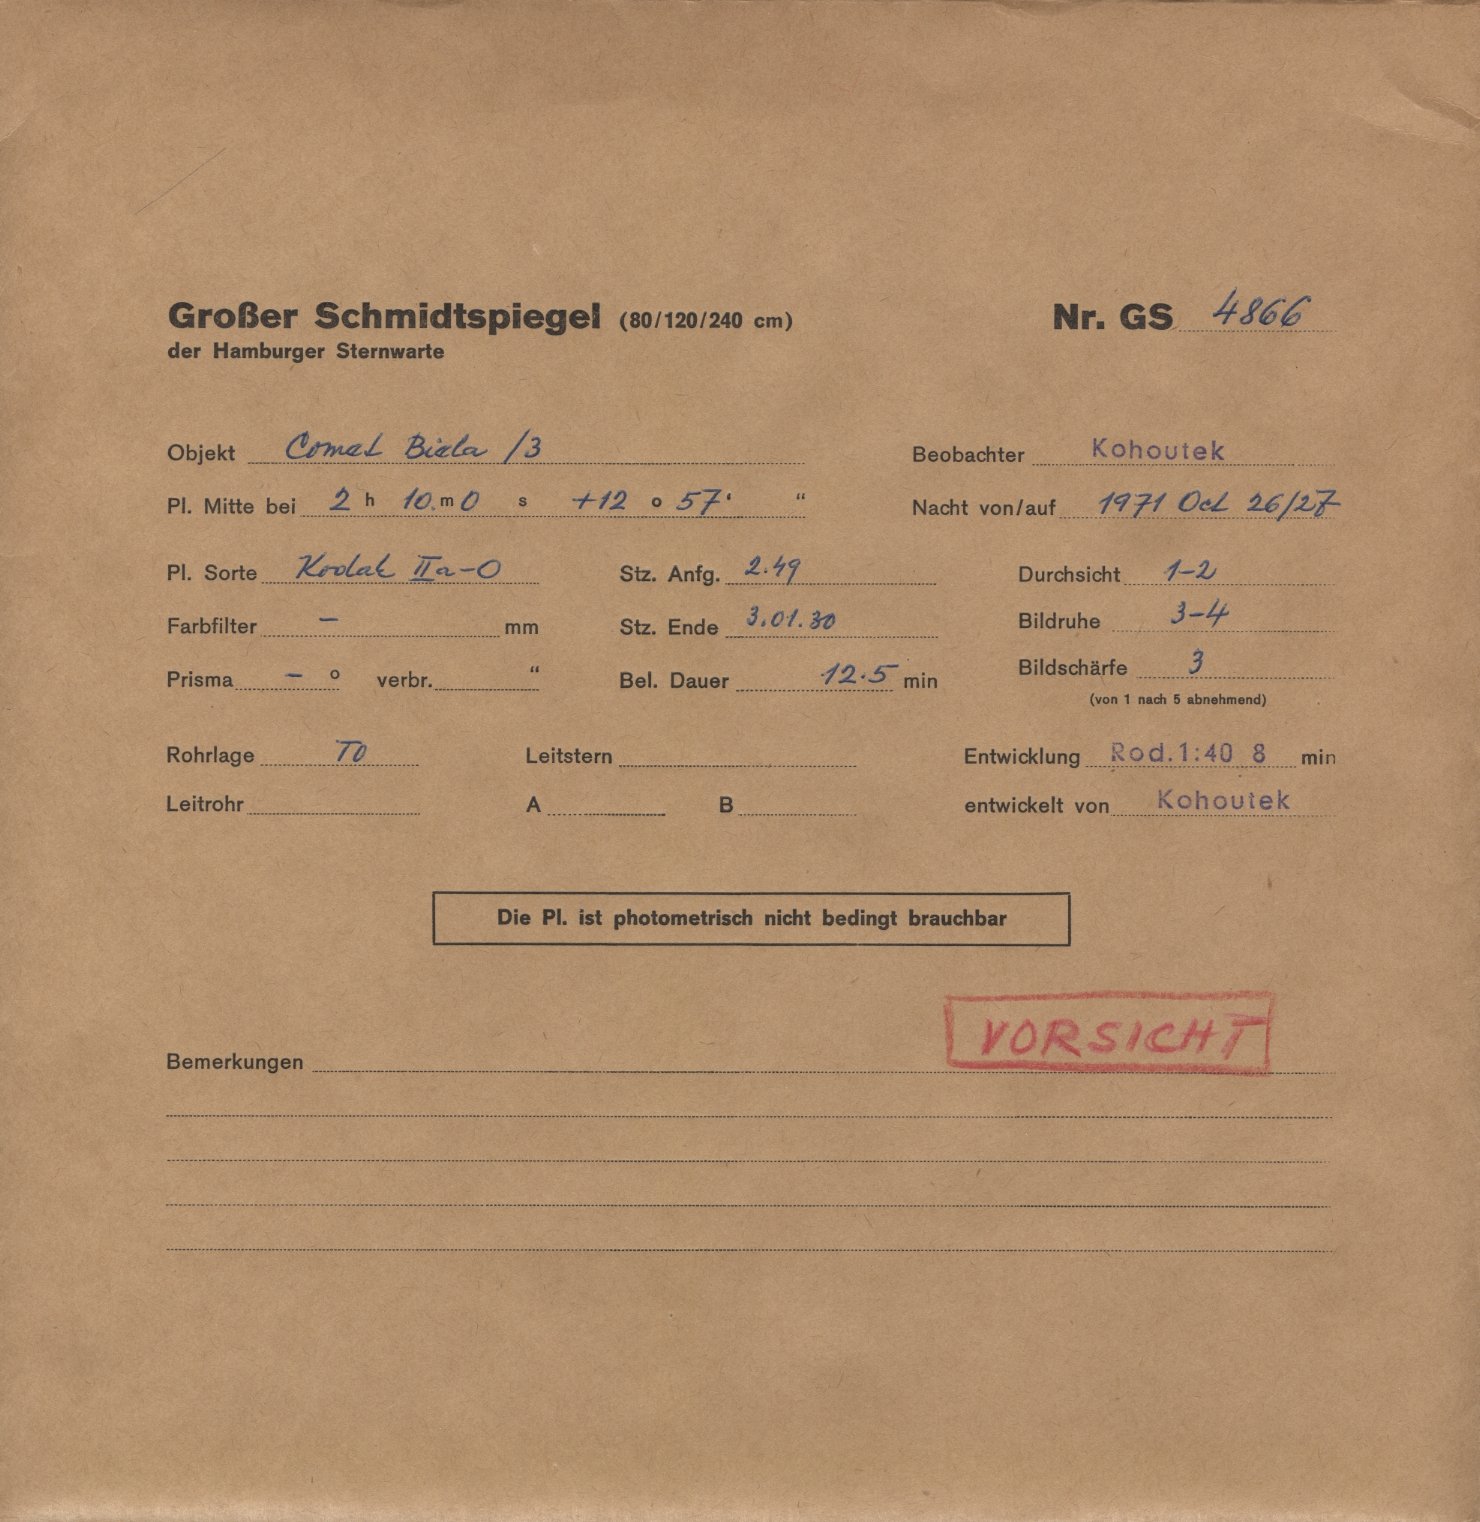 Großer Schmidtspiegel (80/120/240 cm) Nr. GS 4866
der Hamburger Sternwarte
Objekt Comet Biela /3 Beobachter Kohoutek
Pl. Mitte bei 2 h 10. m 0 s +12 o 57 ' “ Nacht von/auf 1971 Oct 26/27
Pl. Sorte Kodak IIa-O Stz. Anfg. 2.49 Durchsicht 1-2
Farbfilter – mm Stz. Ende 3.01.30 Bildruhe 3-4
Prisma – o verbr. “ Bel. Dauer 12.5 min Bildschärfe 3
(von 1 nach 5 abnehmend)
Rohrlage TO Leitstern Entwicklung Rod.1:40 8 min
Leitrohr A B entwickelt von Kohoutek
Die Pl. ist photometrisch nicht bedingt brauchbar
VORSICHT
Bemerkungen